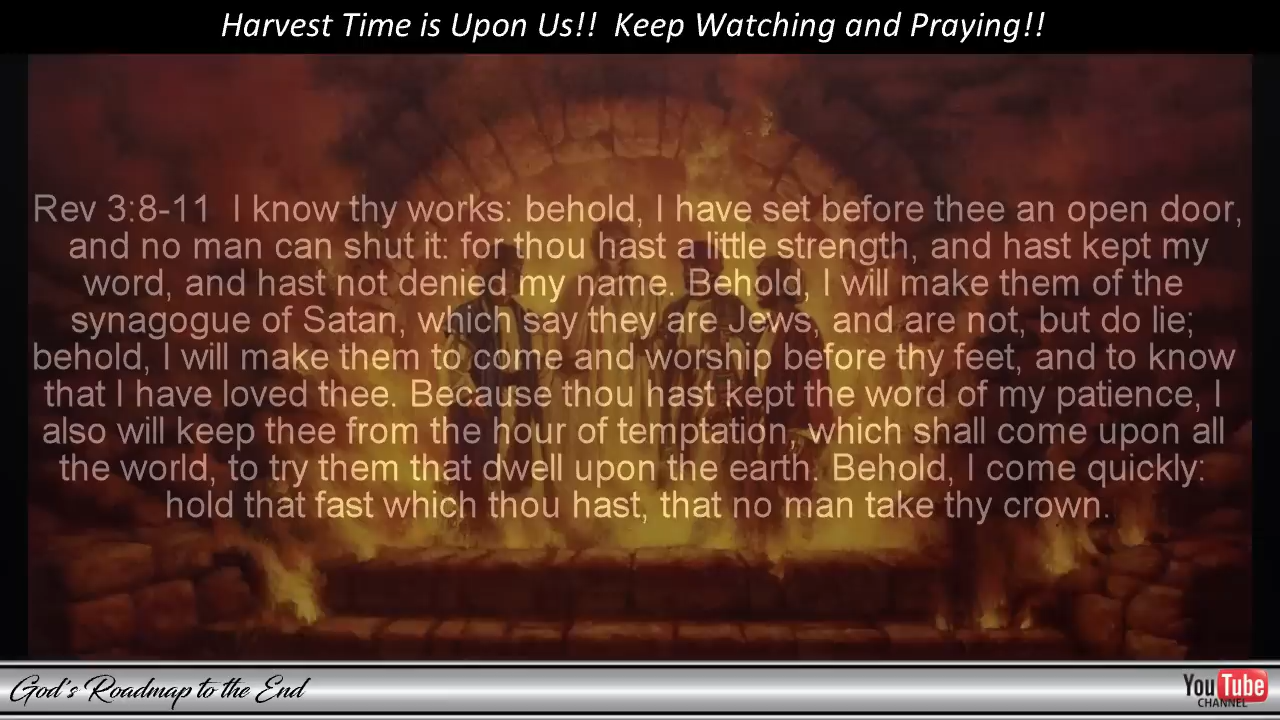 Harvest Time is Upon Us!!  Keep Watching and Praying!!
Rev 3:8-11  I know thy works: behold, I have set before thee an open door,
and no man can shut it: for thou hast a little strength, and hast kept my
word, and hast not denied my name. Behold, I will make them of the
synagogue of Satan, which say they are Jews, and are not, but do lie;
behold, I will make them to come and worship before thy feet, and to know
that I have loved thee. Because thou hast kept the word of my patience, I
also will keep thee from the hour of temptation, which shall come upon all
the world, to try them that dwell upon the earth. Behold, I come quickly:
hold that fast which thou hast, that no man take thy crown.
God's Roadmap to the End
YouTube
CHANNEL